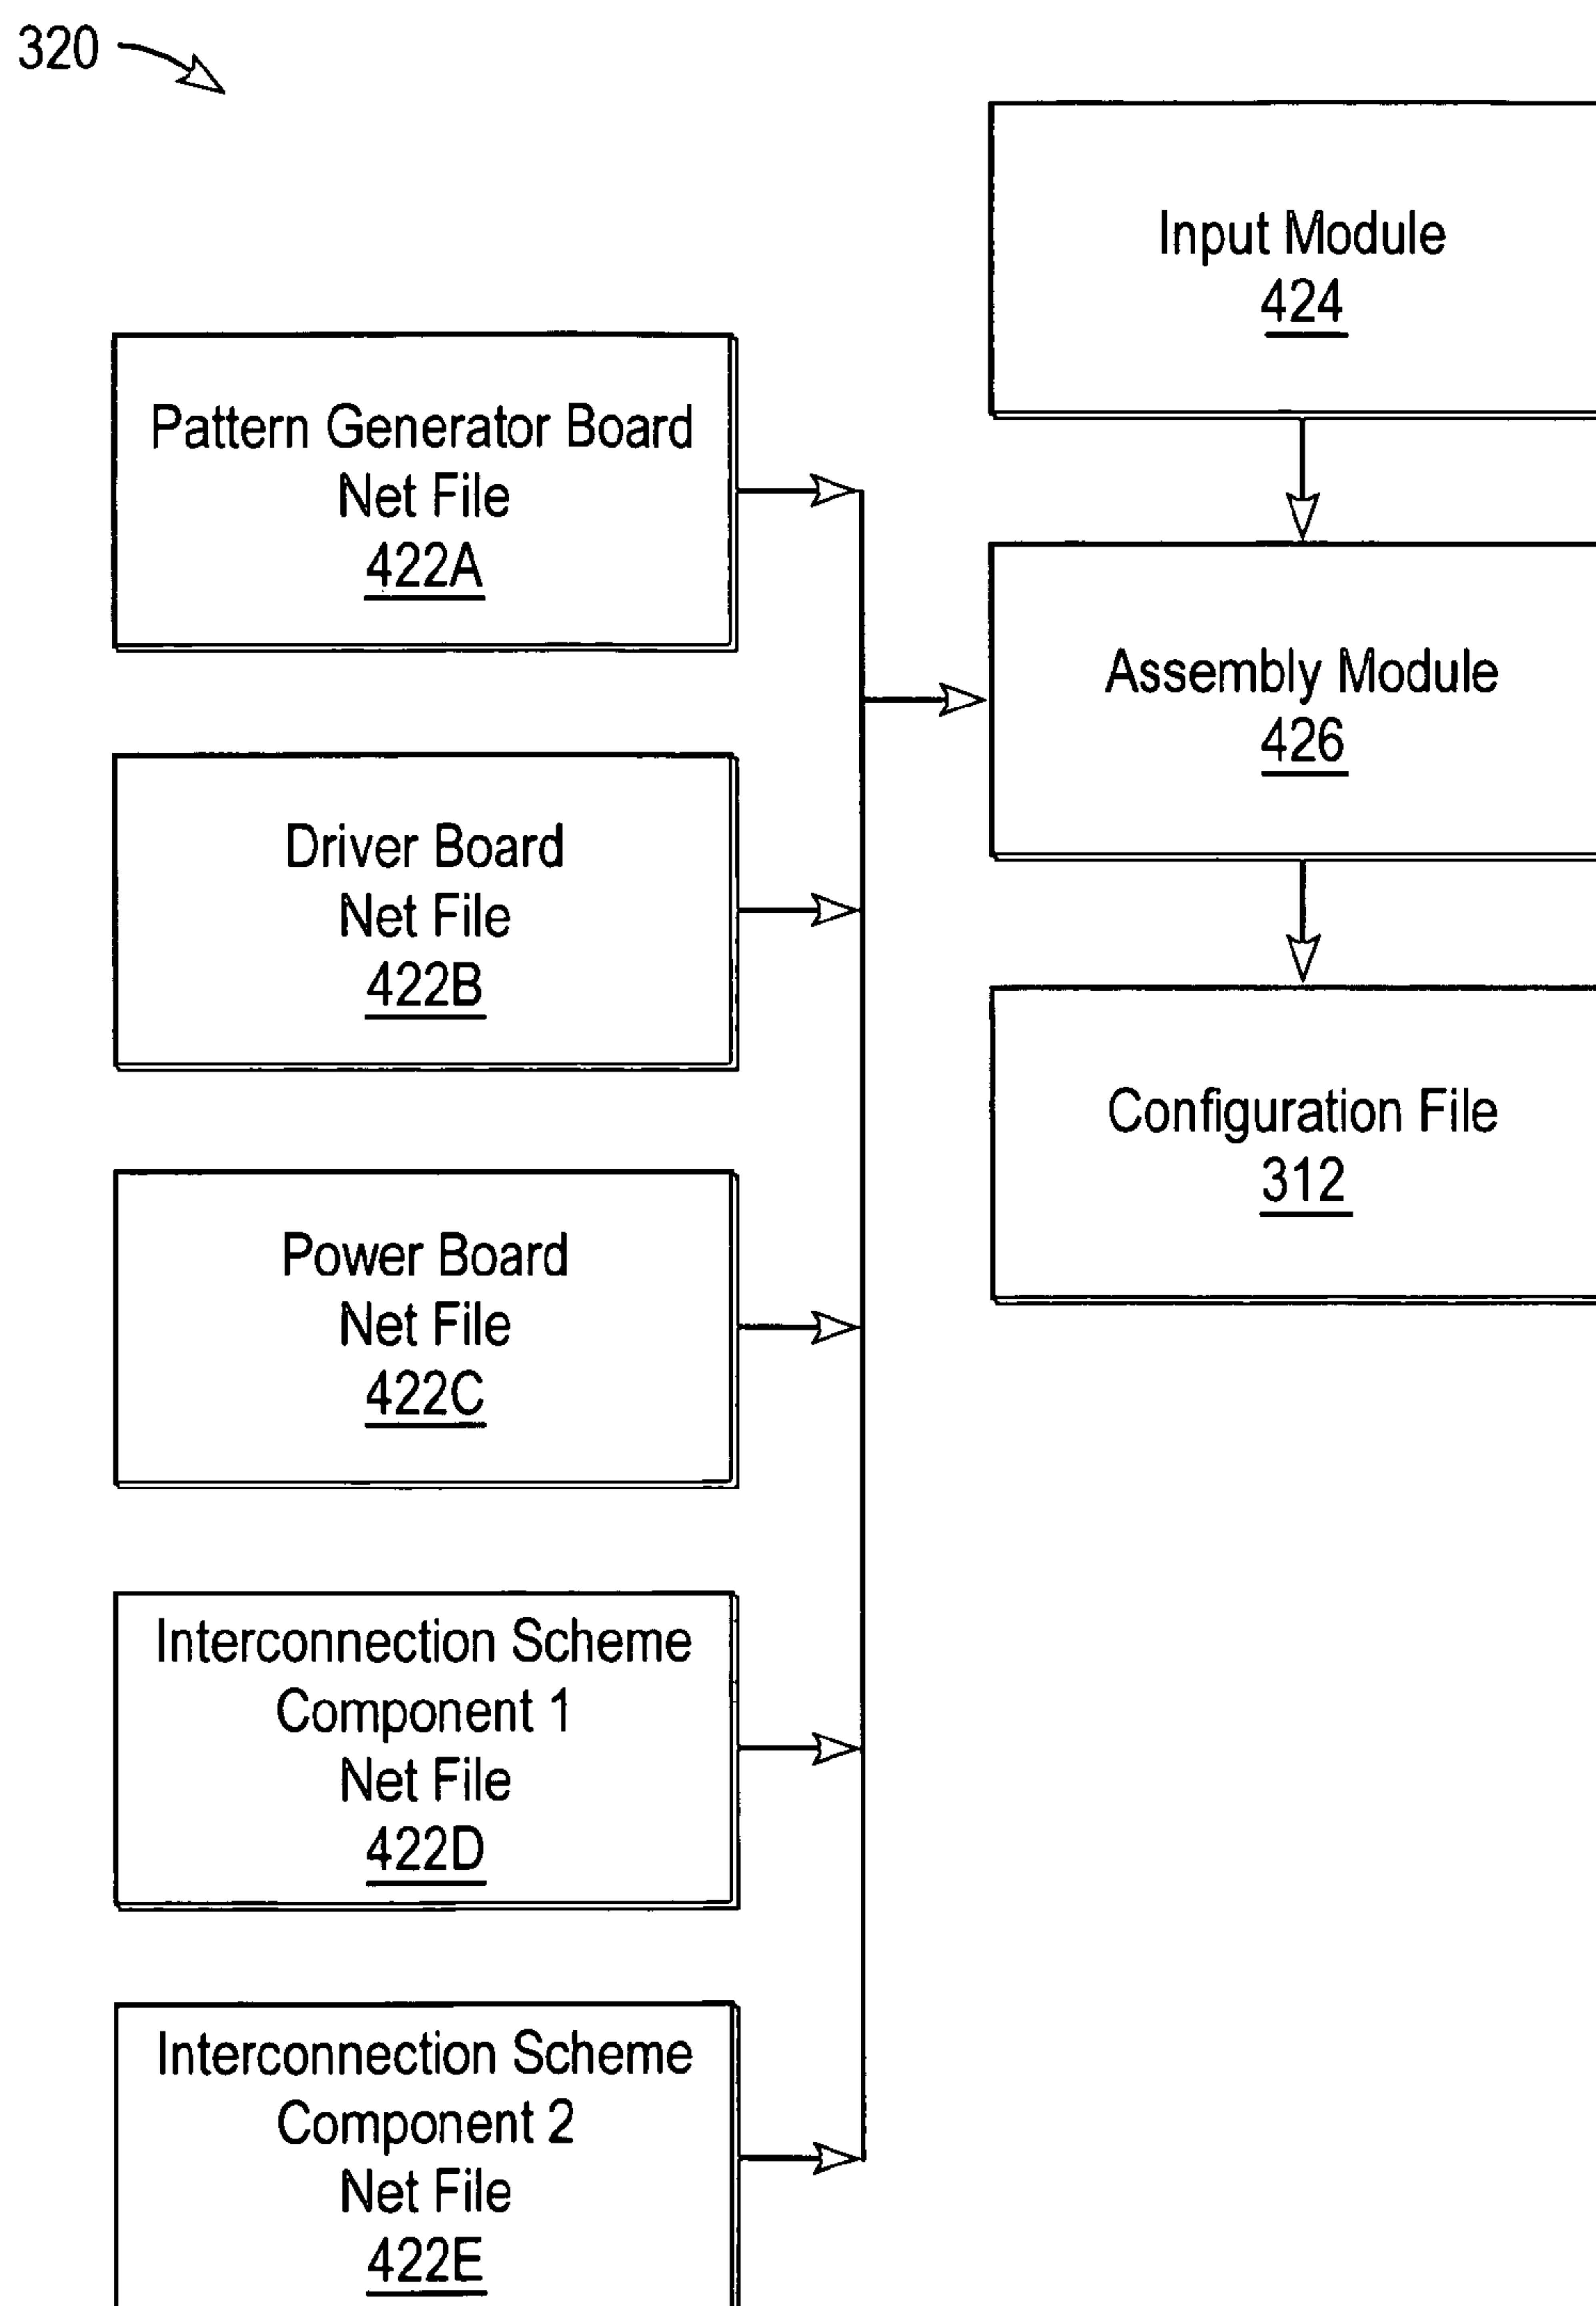 320
Input Module
424
Pattern Generator Board
Net File
422A
Assembly Module
426
Driver Board
Net File
422B
Configuration File
312
Power Board
Net File
422C
Interconnection Scheme
Component 1
Net File
422D
Interconnection Scheme
Component 2
Net File
422E